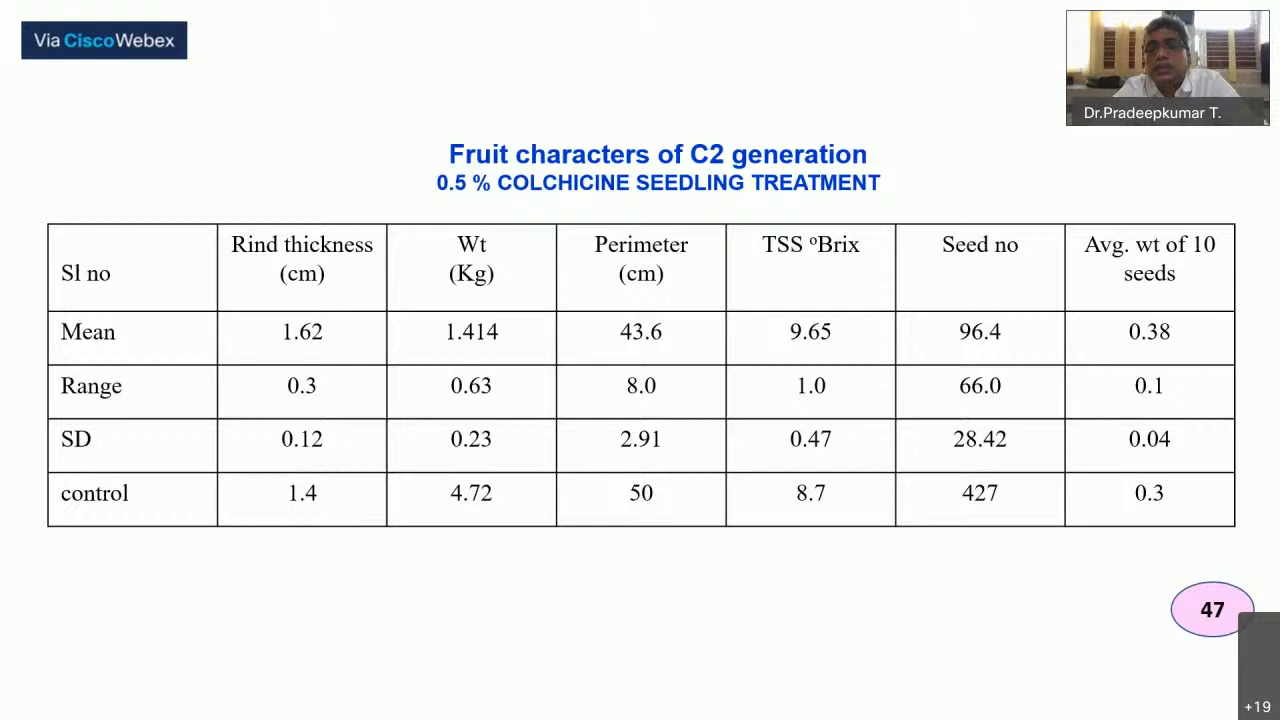 Via CiscoWebex
Dr.Pradeepkumar T.
Fruit characters of C2 generation
0.5 % COLCHICINE SEEDLING TREATMENT
Sl no Rind thickness (cm) Wt (Kg) Perimeter (cm) TSS ºBrix Seed no Avg. wt of 10 seeds
Mean 1.62 1.414 43.6 9.65 96.4 0.38
Range 0.3 0.63 8.0 1.0 66.0 0.1
SD 0.12 0.23 2.91 0.47 28.42 0.04
control 1.4 4.72 50 8.7 427 0.3
47
+19